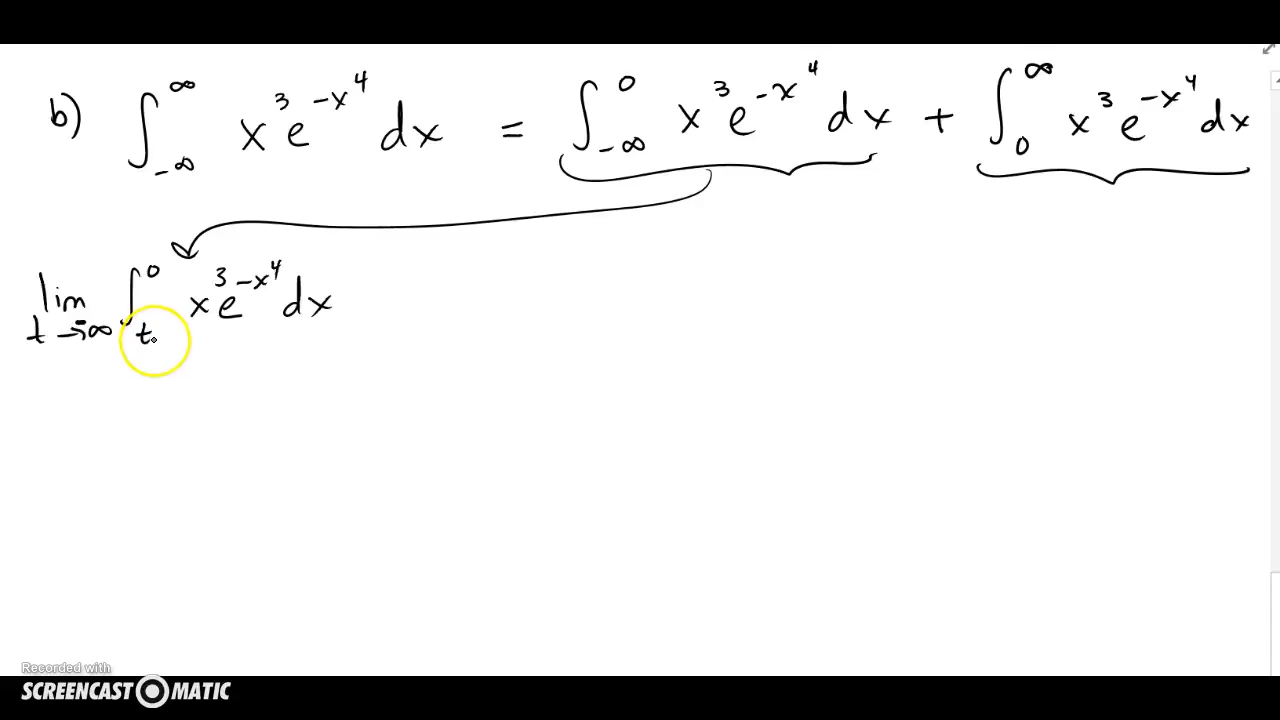 b) ∫_{-∞}^{∞} x³e^{-x⁴} dx = ∫_{-∞}^{0} x³e^{-x⁴} dx + ∫_{0}^{∞} x³e^{-x⁴} dx
lim_{t→-∞} ∫_{t}^{0} x³e^{-x⁴} dx
Recorded with
SCREENCAST-O-MATIC